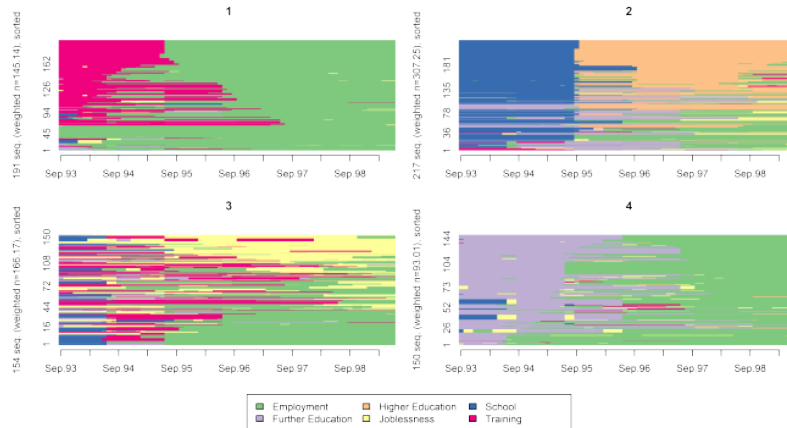 1
2
191 seq. (weighted n=145.14), sorted
1 45 94 126 162
Sep.93 Sep.94 Sep.95 Sep.96 Sep.97 Sep.98
217 seq. (weighted n=307.25), sorted
1 36 78 135 181
Sep.93 Sep.94 Sep.95 Sep.96 Sep.97 Sep.98
3
4
154 seq. (weighted n=166.17), sorted
1 16 44 72 108 150
Sep.93 Sep.94 Sep.95 Sep.96 Sep.97 Sep.98
150 seq. (weighted n=93.01), sorted
1 26 52 73 104 144
Sep.93 Sep.94 Sep.95 Sep.96 Sep.97 Sep.98
Employment Higher Education School
Further Education Joblessness Training